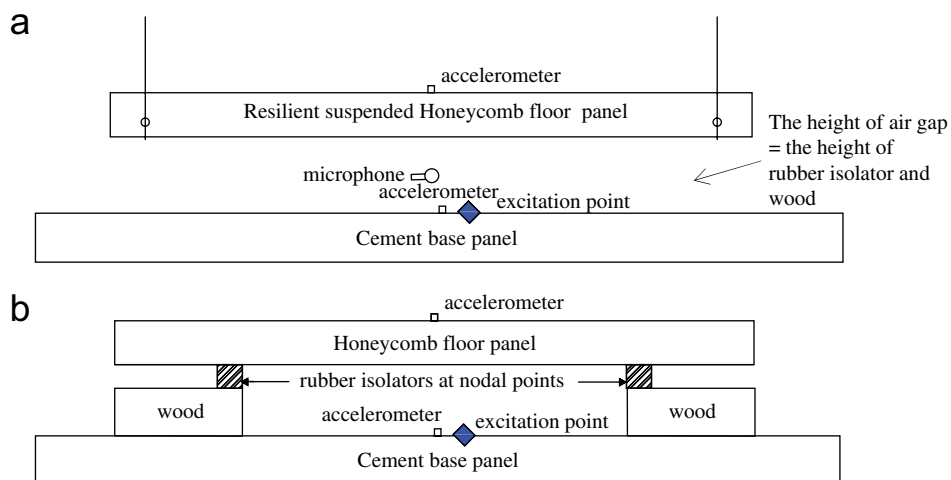 a
accelerometer
Resilient suspended Honeycomb floor panel
The height of air gap
= the height of
rubber isolator and
wood
microphone
accelerometer
excitation point
Cement base panel
b
accelerometer
Honeycomb floor panel
rubber isolators at nodal points
wood
wood
accelerometer
excitation point
Cement base panel